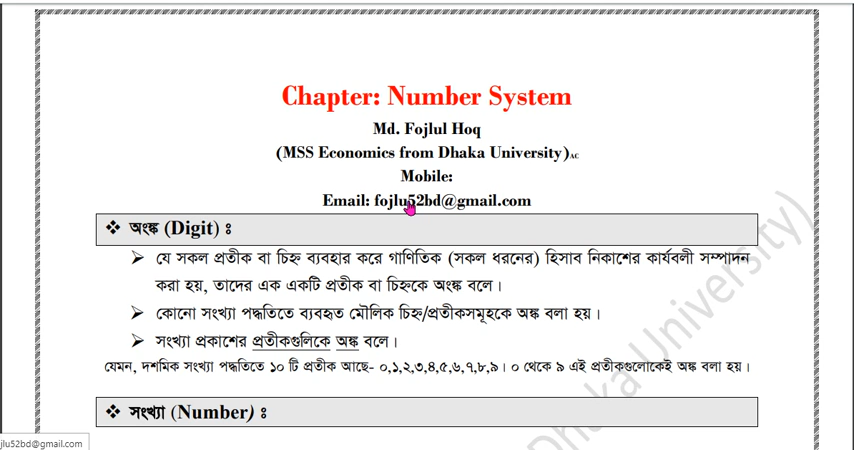 Chapter: Number System
Md. Fojlul Hoq
(MSS Economics from Dhaka University)AC
Mobile:
Email: fojlu52bd@gmail.com
❖ অংঙ্ক (Digit) ঃ
➢ যে সকল প্রতীক বা চিহ্ন ব্যবহার করে গাণিতিক (সকল ধরনের) হিসাব নিকাশের কার্যবলী সম্পাদন
করা হয়, তাদের এক একটি প্রতীক বা চিহ্নকে অংঙ্ক বলে।
➢ কোনো সংখ্যা পদ্ধতিতে ব্যবহৃত মৌলিক চিহ্ন/প্রতীকসমূহকে অঙ্ক বলা হয়।
➢ সংখ্যা প্রকাশের প্রতীকগুলিকে অঙ্ক বলে।
যেমন, দশমিক সংখ্যা পদ্ধতিতে ১০ টি প্রতীক আছে- ০,১,২,৩,৪,৫,৬,৭,৮,৯। ০ থেকে ৯ এই প্রতীকগুলোকেই অঙ্ক বলা হয়।
❖ সংখ্যা (Number) ঃ
Dhaka University)
jlu52bd@gmail.com